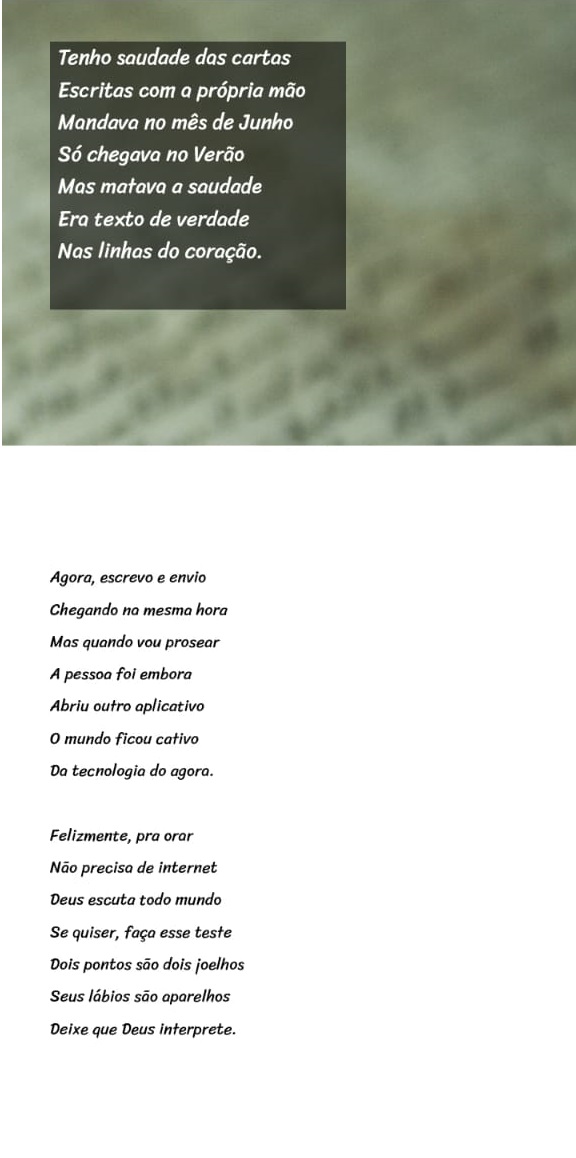 Tenho saudade das cartas
Escritas com a própria mão
Mandava no mês de Junho
Só chegava no Verão
Mas matava a saudade
Era texto de verdade
Nas linhas do coração.
Agora, escrevo e envio
Chegando na mesma hora
Mas quando vou prosear
A pessoa foi embora
Abriu outro aplicativo
O mundo ficou cativo
Da tecnologia do agora.
Felizmente, pra orar
Não precisa de internet
Deus escuta todo mundo
Se quiser, faça esse teste
Dois pontos são dois joelhos
Seus lábios são aparelhos
Deixe que Deus interprete.